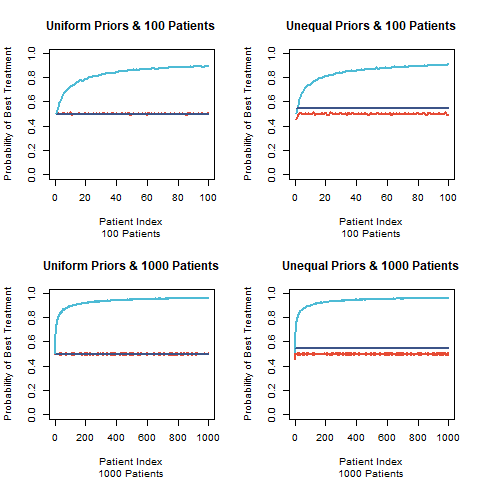 Uniform Priors & 100 Patients
Probability of Best Treatment
0.0 0.2 0.4 0.6 0.8 1.0
0 20 40 60 80 100
Patient Index
100 Patients
Unequal Priors & 100 Patients
Probability of Best Treatment
0.0 0.2 0.4 0.6 0.8 1.0
0 20 40 60 80 100
Patient Index
100 Patients
Uniform Priors & 1000 Patients
Probability of Best Treatment
0.0 0.2 0.4 0.6 0.8 1.0
0 200 400 600 800 1000
Patient Index
1000 Patients
Unequal Priors & 1000 Patients
Probability of Best Treatment
0.0 0.2 0.4 0.6 0.8 1.0
0 200 400 600 800 1000
Patient Index
1000 Patients